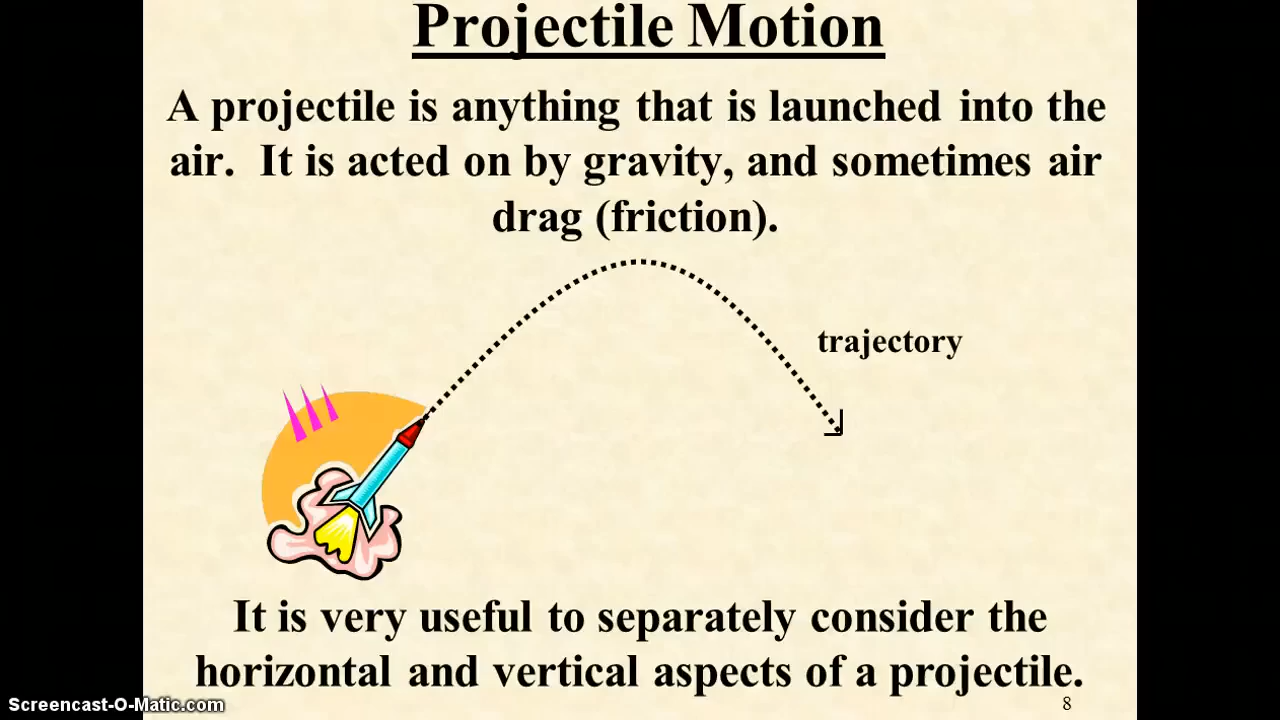 Projectile Motion
A projectile is anything that is launched into the
air.  It is acted on by gravity, and sometimes air
drag (friction).
trajectory
It is very useful to separately consider the
horizontal and vertical aspects of a projectile.
8
Screencast-O-Matic.com